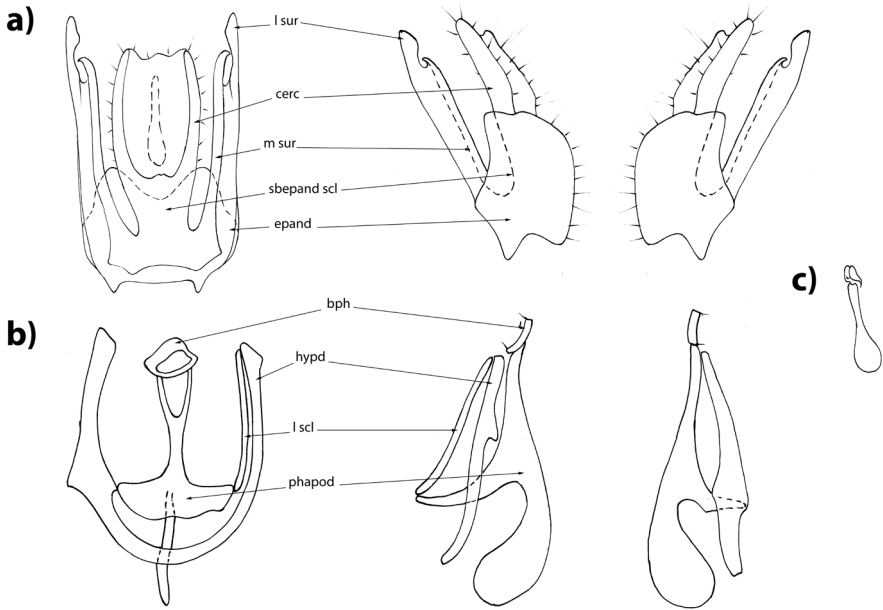 a)
l sur
cerc
m sur
sbepand scl
epand
b)
bph
hypd
l scl
phapod
c)